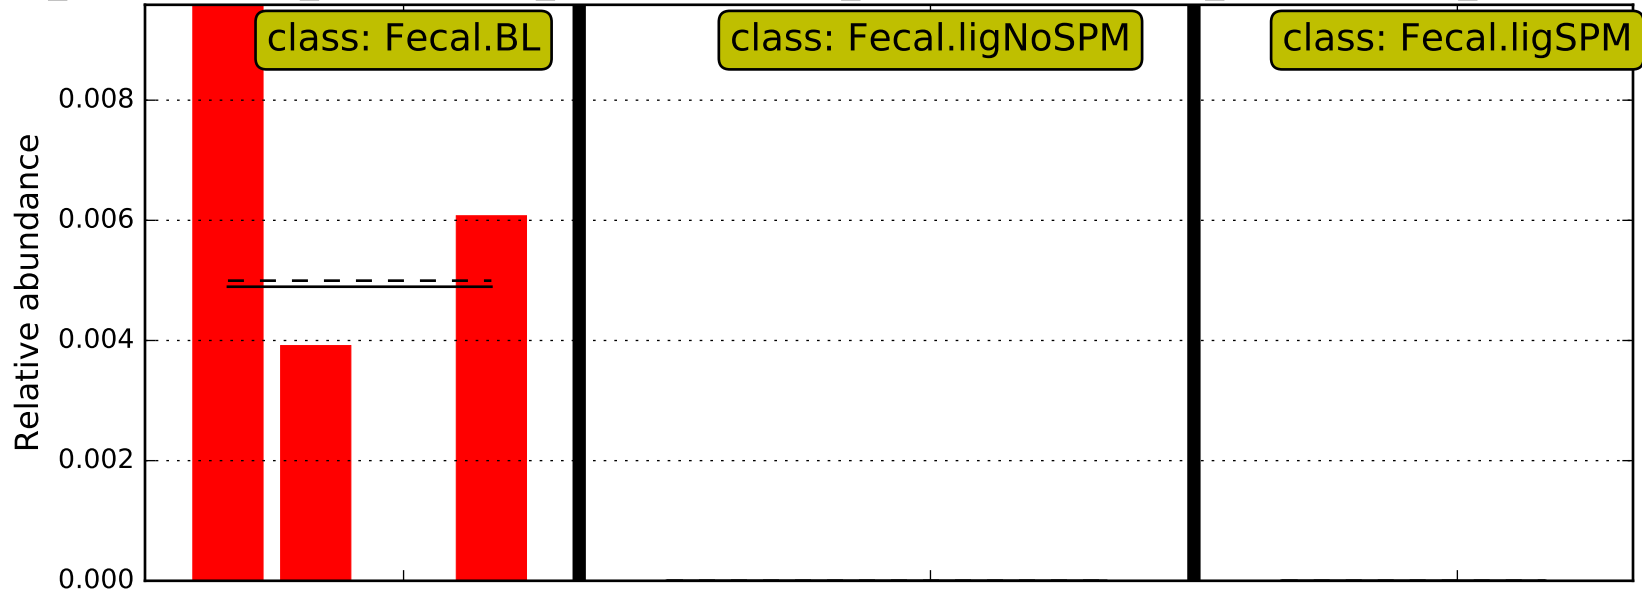 class: Fecal.BL
class: Fecal.ligNoSPM
class: Fecal.ligSPM
Relative abundance
0.008
0.006
0.004
0.002
0.000